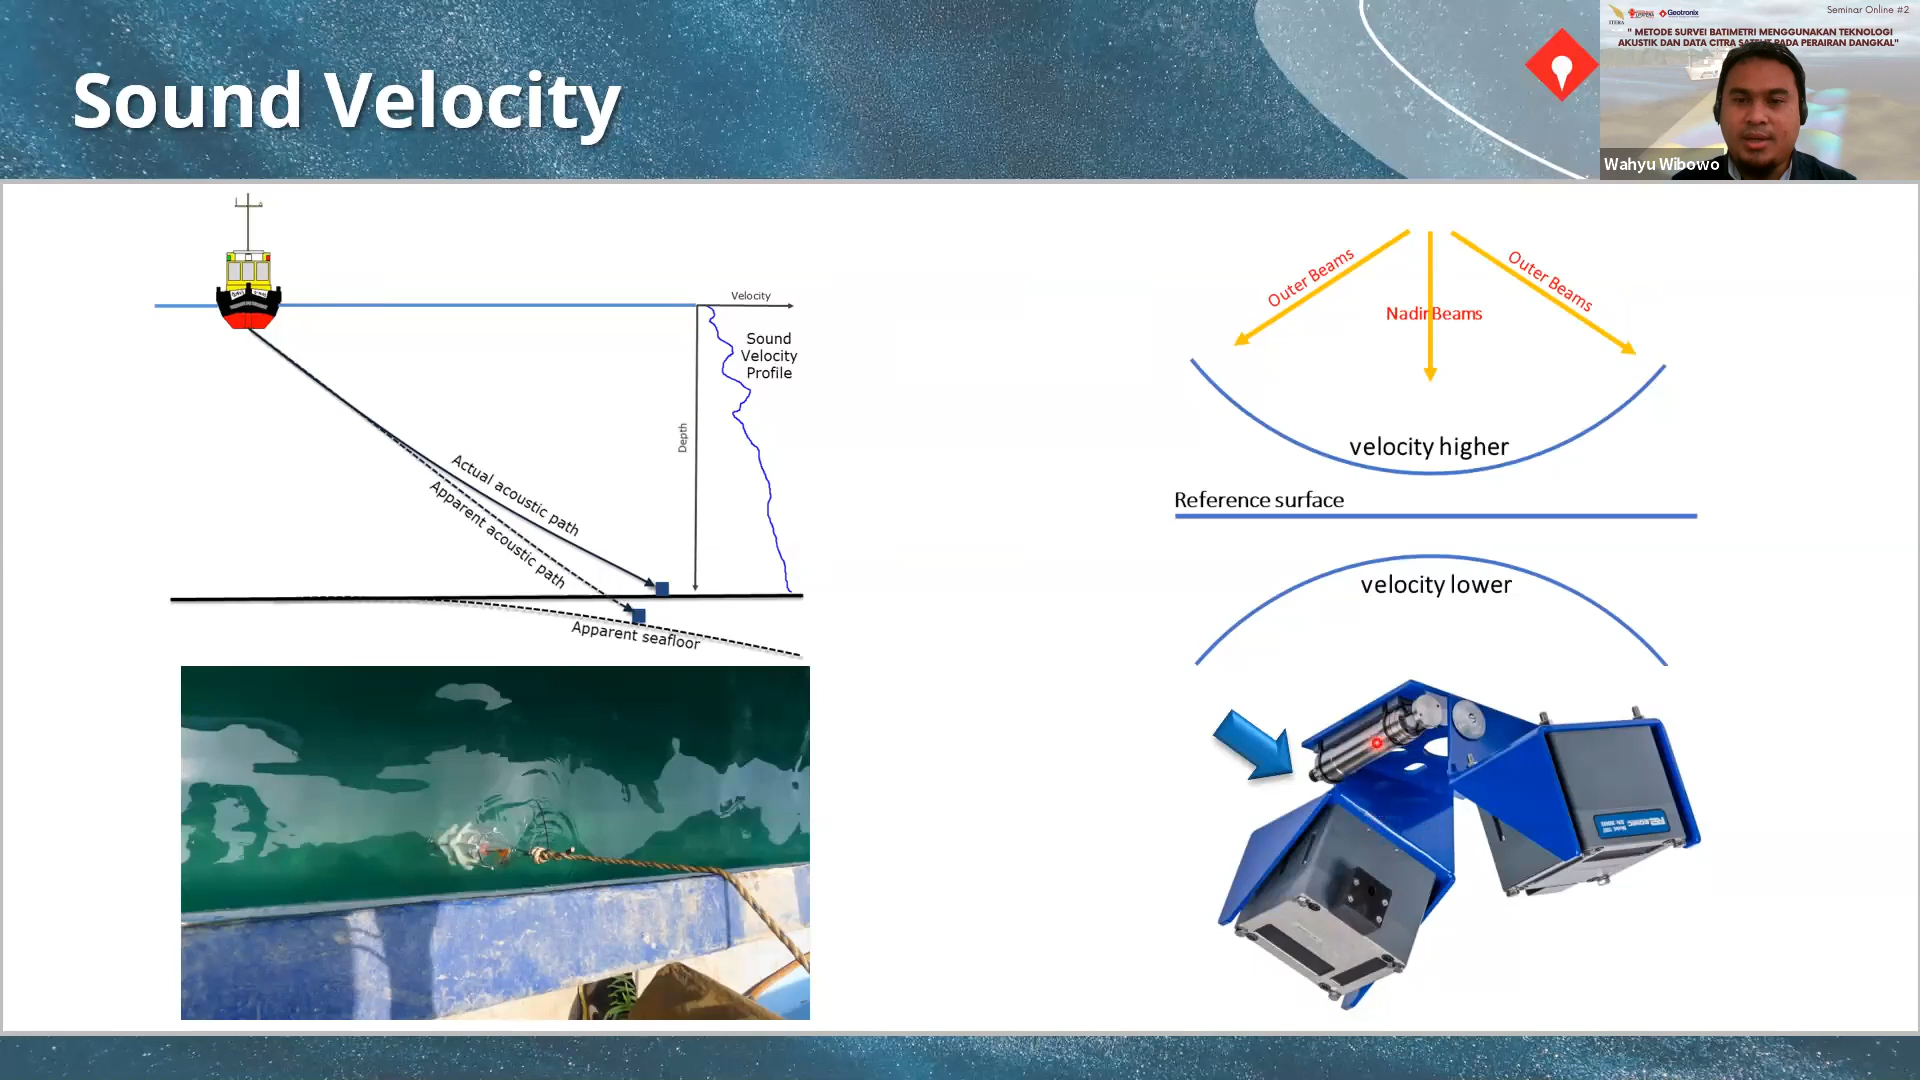 Sound Velocity
Geotronix
Seminar Online #2
" METODE SURVEI BATIMETRI MENGGUNAKAN TEKNOLOGI
AKUSTIK DAN DATA CITRA SATELIT PADA PERAIRAN DANGKAL"
Wahyu Wibowo
Velocity
Sound
Velocity
Profile
Depth
Actual acoustic path
Apparent acoustic path
Apparent seafloor
Outer Beams
Outer Beams
Nadir Beams
velocity higher
Reference surface
velocity lower